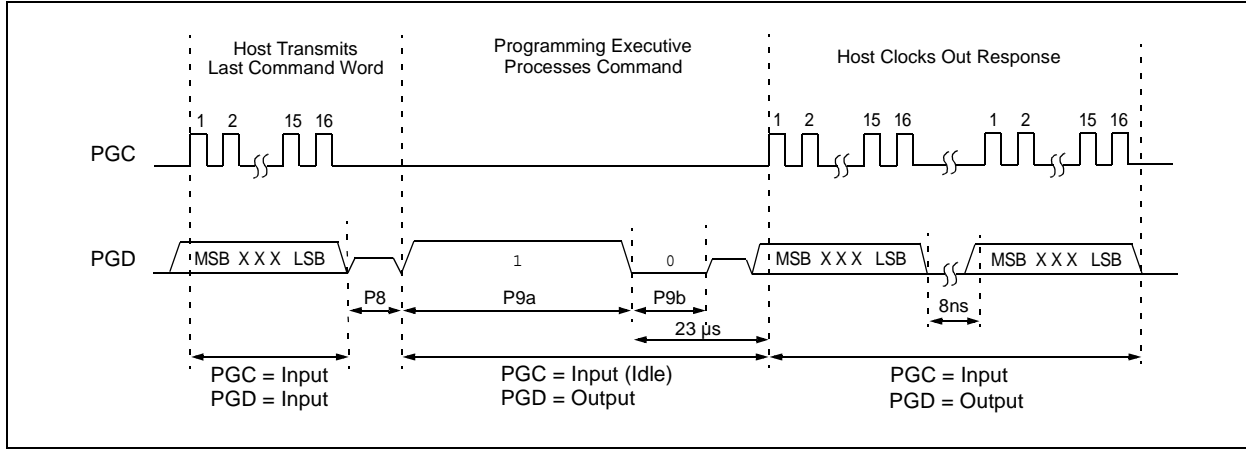 Host Transmits
Last Command Word
Programming Executive
Processes Command
Host Clocks Out Response
1 2 15 16
1 2 15 16
1 2 15 16
PGC
PGD
MSB X X X LSB
1
0
MSB X X X LSB
MSB X X X LSB
P8
P9a
P9b
8ns
23 µs
PGC = Input
PGD = Input
PGC = Input (Idle)
PGD = Output
PGC = Input
PGD = Output